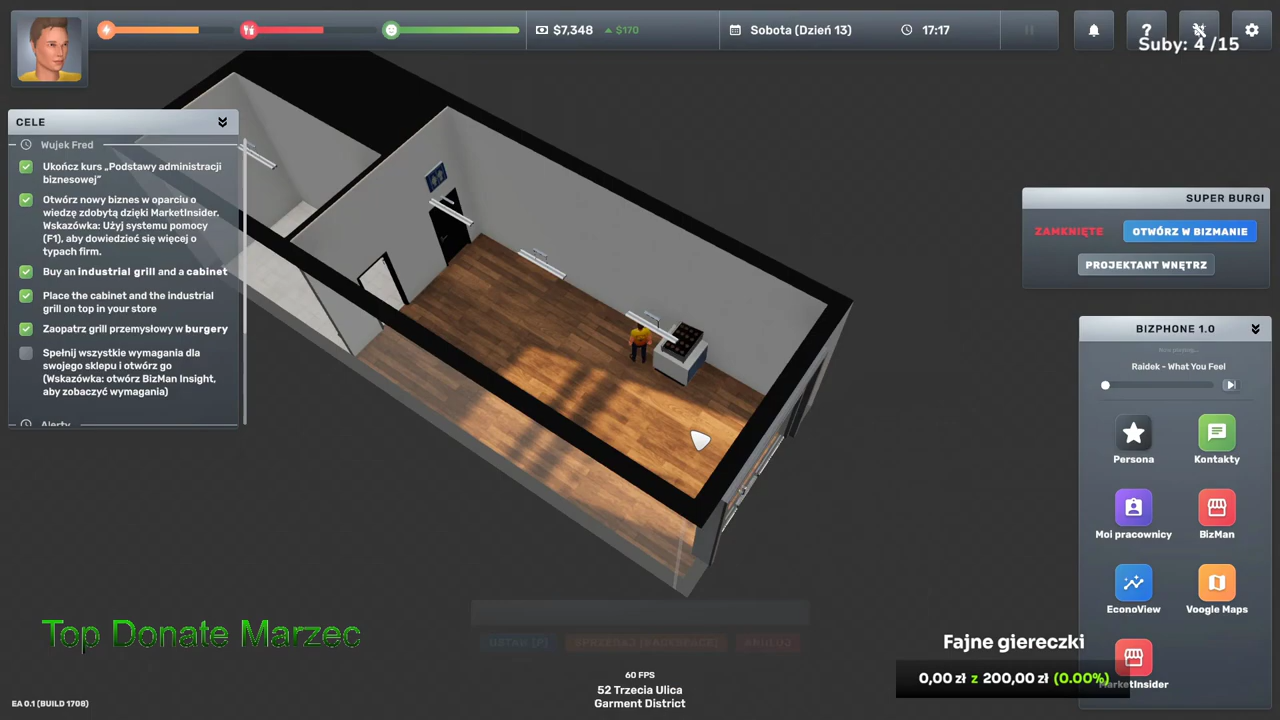 $7,348
$170
Sobota (Dzień 13)
17:17
?
Suby: 4 /15
CELE
Wujek Fred
Ukończ kurs „Podstawy administracji
biznesowej”
Otwórz nowy biznes w oparciu o
wiedzę zdobytą dzięki MarketInsider.
Wskazówka: Użyj systemu pomocy
(F1), aby dowiedzieć się więcej o
typach firm.
Buy an industrial grill and a cabinet
Place the cabinet and the industrial
grill on top in your store
Zaopatrz grill przemysłowy w burgery
Spełnij wszystkie wymagania dla
swojego sklepu i otwórz go
(Wskazówka: otwórz BizMan Insight,
aby zobaczyć wymagania)
Alerty
SUPER BURGI
ZAMKNIĘTE
OTWÓRZ W BIZMANIE
PROJEKTANT WNĘTRZ
BIZPHONE 1.0
Raidek - What You Feel
Persona
Kontakty
Moi pracownicy
BizMan
EconoView
Voogle Maps
MarketInsider
Top Donate Marzec
Fajne giereczki
0,00 zł z 200,00 zł (0.00%)
60 FPS
52 Trzecia Ulica
Garment District
EA 0.1 (BUILD 1708)